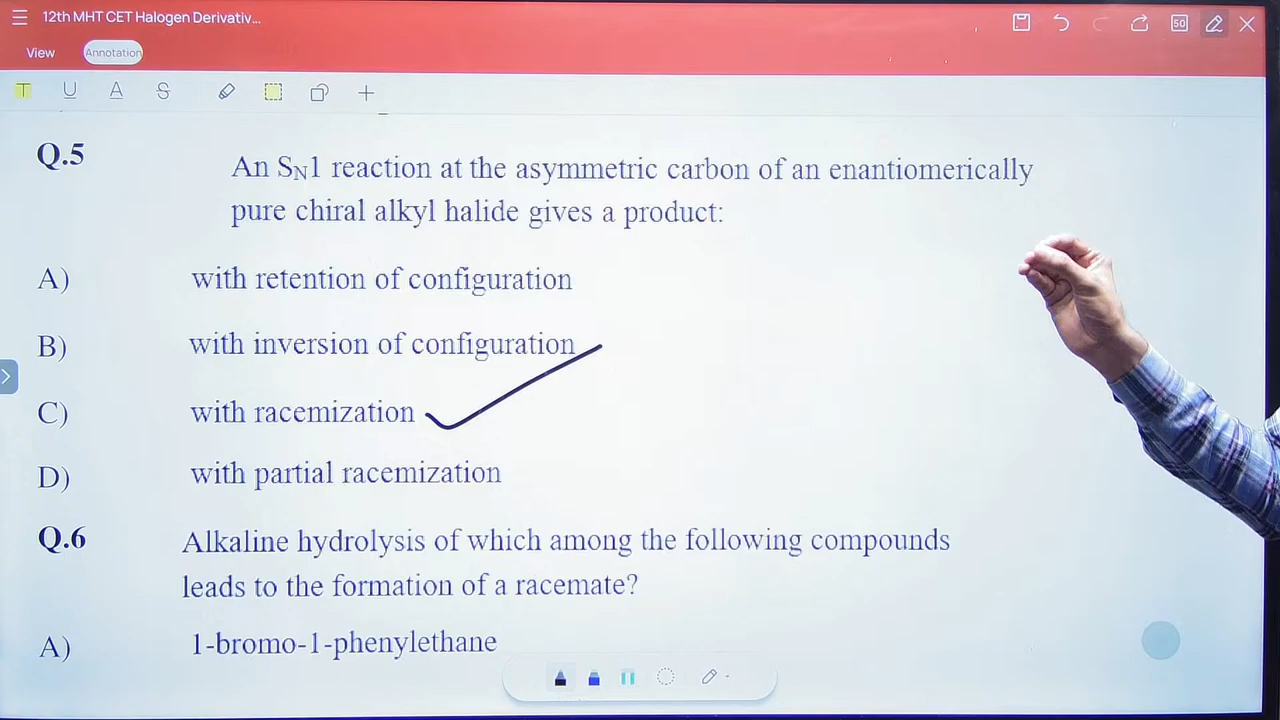 12th MHT CET Halogen Derivativ...
50
View
Annotation
T U A S
Q.5 An SN1 reaction at the asymmetric carbon of an enantiomerically
pure chiral alkyl halide gives a product:
A) with retention of configuration
B) with inversion of configuration
C) with racemization
D) with partial racemization
Q.6 Alkaline hydrolysis of which among the following compounds
leads to the formation of a racemate?
A) 1-bromo-1-phenylethane